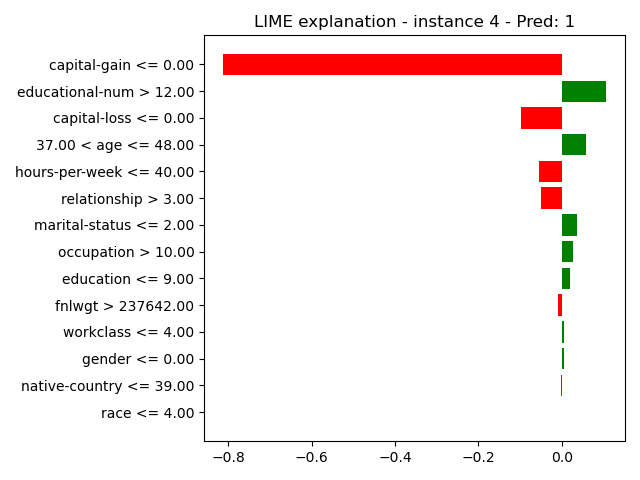 LIME explanation - instance 4 - Pred: 1
capital-gain <= 0.00
educational-num > 12.00
capital-loss <= 0.00
37.00 < age <= 48.00
hours-per-week <= 40.00
relationship > 3.00
marital-status <= 2.00
occupation > 10.00
education <= 9.00
fnlwgt > 237642.00
workclass <= 4.00
gender <= 0.00
native-country <= 39.00
race <= 4.00
−0.8 −0.6 −0.4 −0.2 0.0